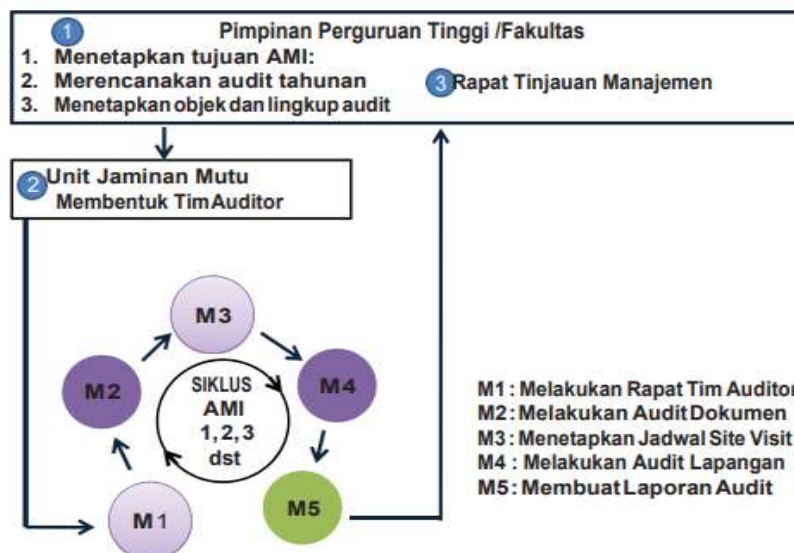 1 Pimpinan Perguruan Tinggi /Fakultas
1. Menetapkan tujuan AMI:
2. Merencanakan audit tahunan
3. Menetapkan objek dan lingkup audit
3 Rapat Tinjauan Manajemen
2 Unit Jaminan Mutu
Membentuk Tim Auditor
M3
M2
M4
SIKLUS
AMI
1, 2, 3
dst
M1
M5
M1 : Melakukan Rapat Tim Auditor
M2: Melakukan Audit Dokumen
M3: Menetapkan Jadwal Site Visit
M4 : Melakukan Audit Lapangan
M5: Membuat Laporan Audit